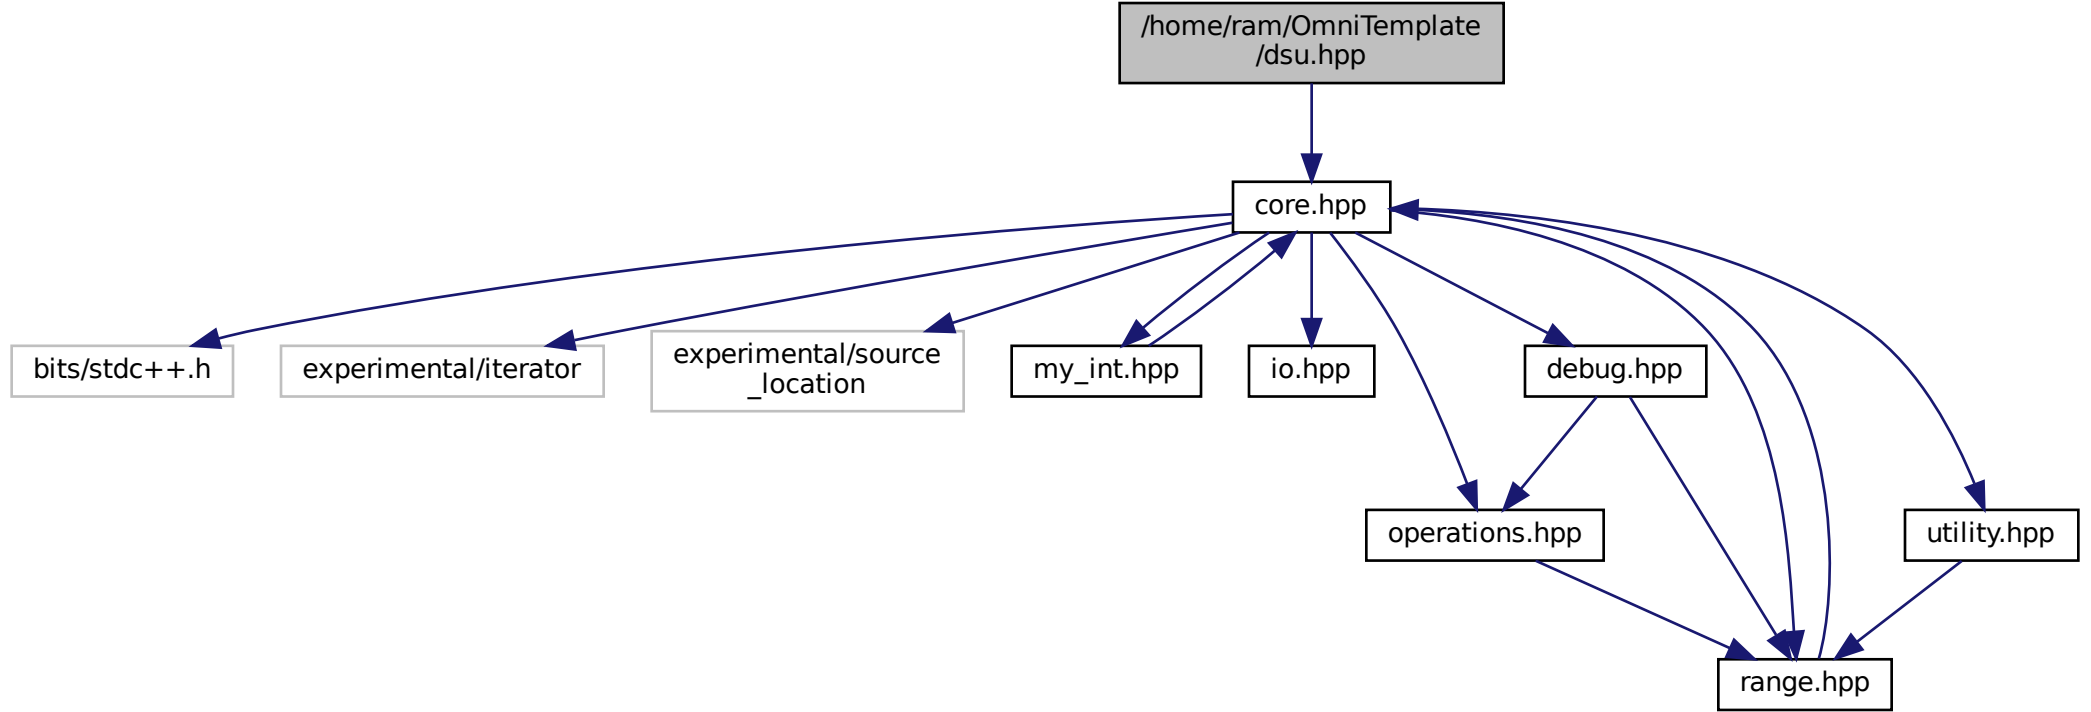 /home/ram/OmniTemplate
/dsu.hpp
core.hpp
bits/stdc++.h
experimental/iterator
experimental/source
_location
my_int.hpp
io.hpp
debug.hpp
operations.hpp
utility.hpp
range.hpp